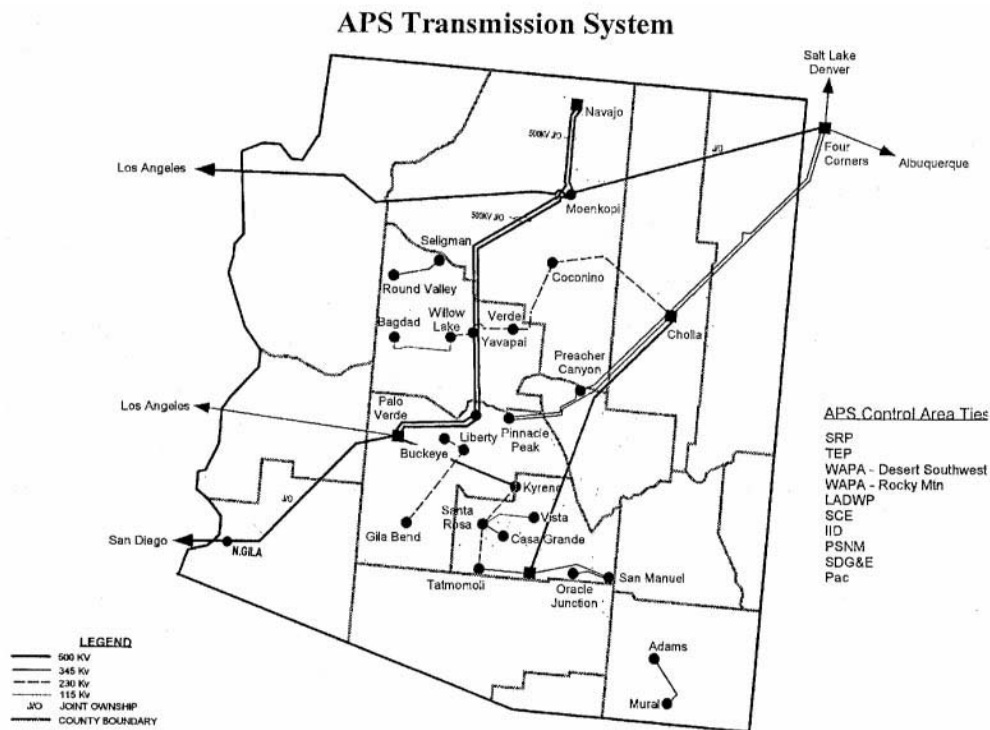 APS Transmission System
Salt Lake
Denver
Navajo
500KV J/O
J/O
Four
Corners
Albuquerque
Los Angeles
Moenkopi
500KV J/O
Seligman
Coconino
Round Valley
Willow
Lake
Verde
Bagdad
Yavapai
Cholla
Preacher
Canyon
Palo
Verde
Los Angeles
Liberty
Pinnacle
Peak
Buckeye
APS Control Area Ties
SRP
TEP
WAPA - Desert Southwest
WAPA - Rocky Mtn
LADWP
SCE
IID
PSNM
SDG&E
Pac
Kyrene
J/O
Santa
Rosa
Vista
Gila Bend
Casa Grande
San Diego
N.GILA
Tatmomoli
Oracle
Junction
San Manuel
LEGEND
500 KV
345 Kv
230 Kv
115 Kv
J/O JOINT OWNSHIP
COUNTY BOUNDARY
Adams
Mural